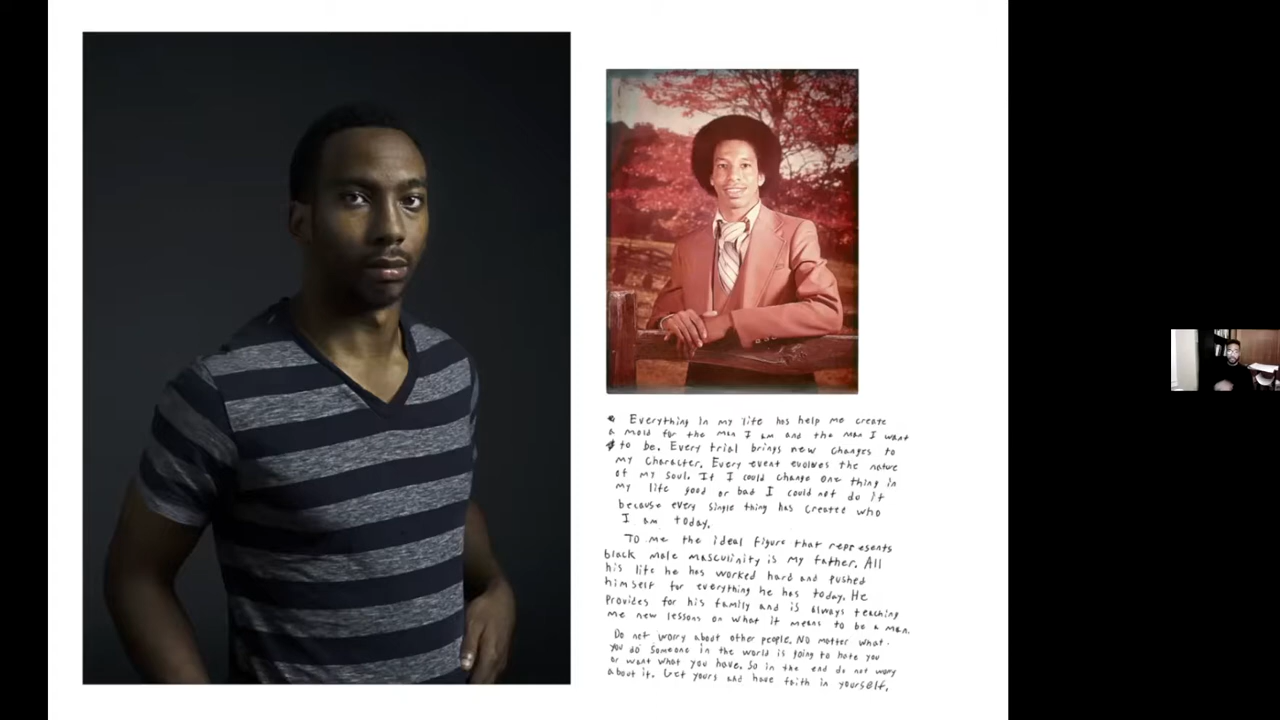 Everything in my life has help me create
a mold for the man I am and the man I want
to be. Every trial brings new changes to
my character. Every event evolves the nature
of my soul. If I could change one thing in
my life good or bad I could not do it
because every single thing has created who
I am today.
To me the ideal figure that represents
black male masculinity is my father. All
his life he has worked hard and pushed
himself for everything he has today. He
provides for his family and is always teaching
me new lessons on what it means to be a man.
Do not worry about other people. No matter what
you do someone in the world is going to hate you
or want what you have. So in the end do not worry
about it. Get yours and have faith in yourself.